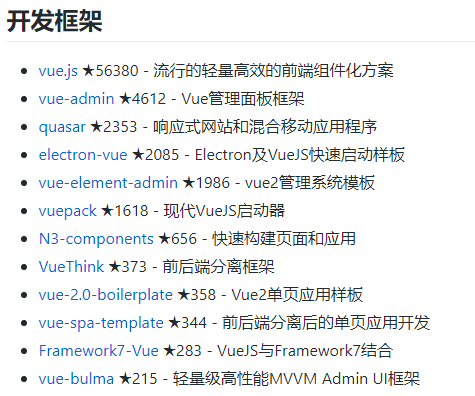 开发框架
vue.js ★56380 - 流行的轻量高效的前端组件化方案
vue-admin ★4612 - Vue管理面板框架
quasar ★2353 - 响应式网站和混合移动应用程序
electron-vue ★2085 - Electron及VueJS快速启动样板
vue-element-admin ★1986 - vue2管理系统模板
vuepack ★1618 - 现代VueJS启动器
N3-components ★656 - 快速构建页面和应用
VueThink ★373 - 前后端分离框架
vue-2.0-boilerplate ★358 - Vue2单页应用样板
vue-spa-template ★344 - 前后端分离后的单页应用开发
Framework7-Vue ★283 - VueJS与Framework7结合
vue-bulma ★215 - 轻量级高性能MVVM Admin UI框架